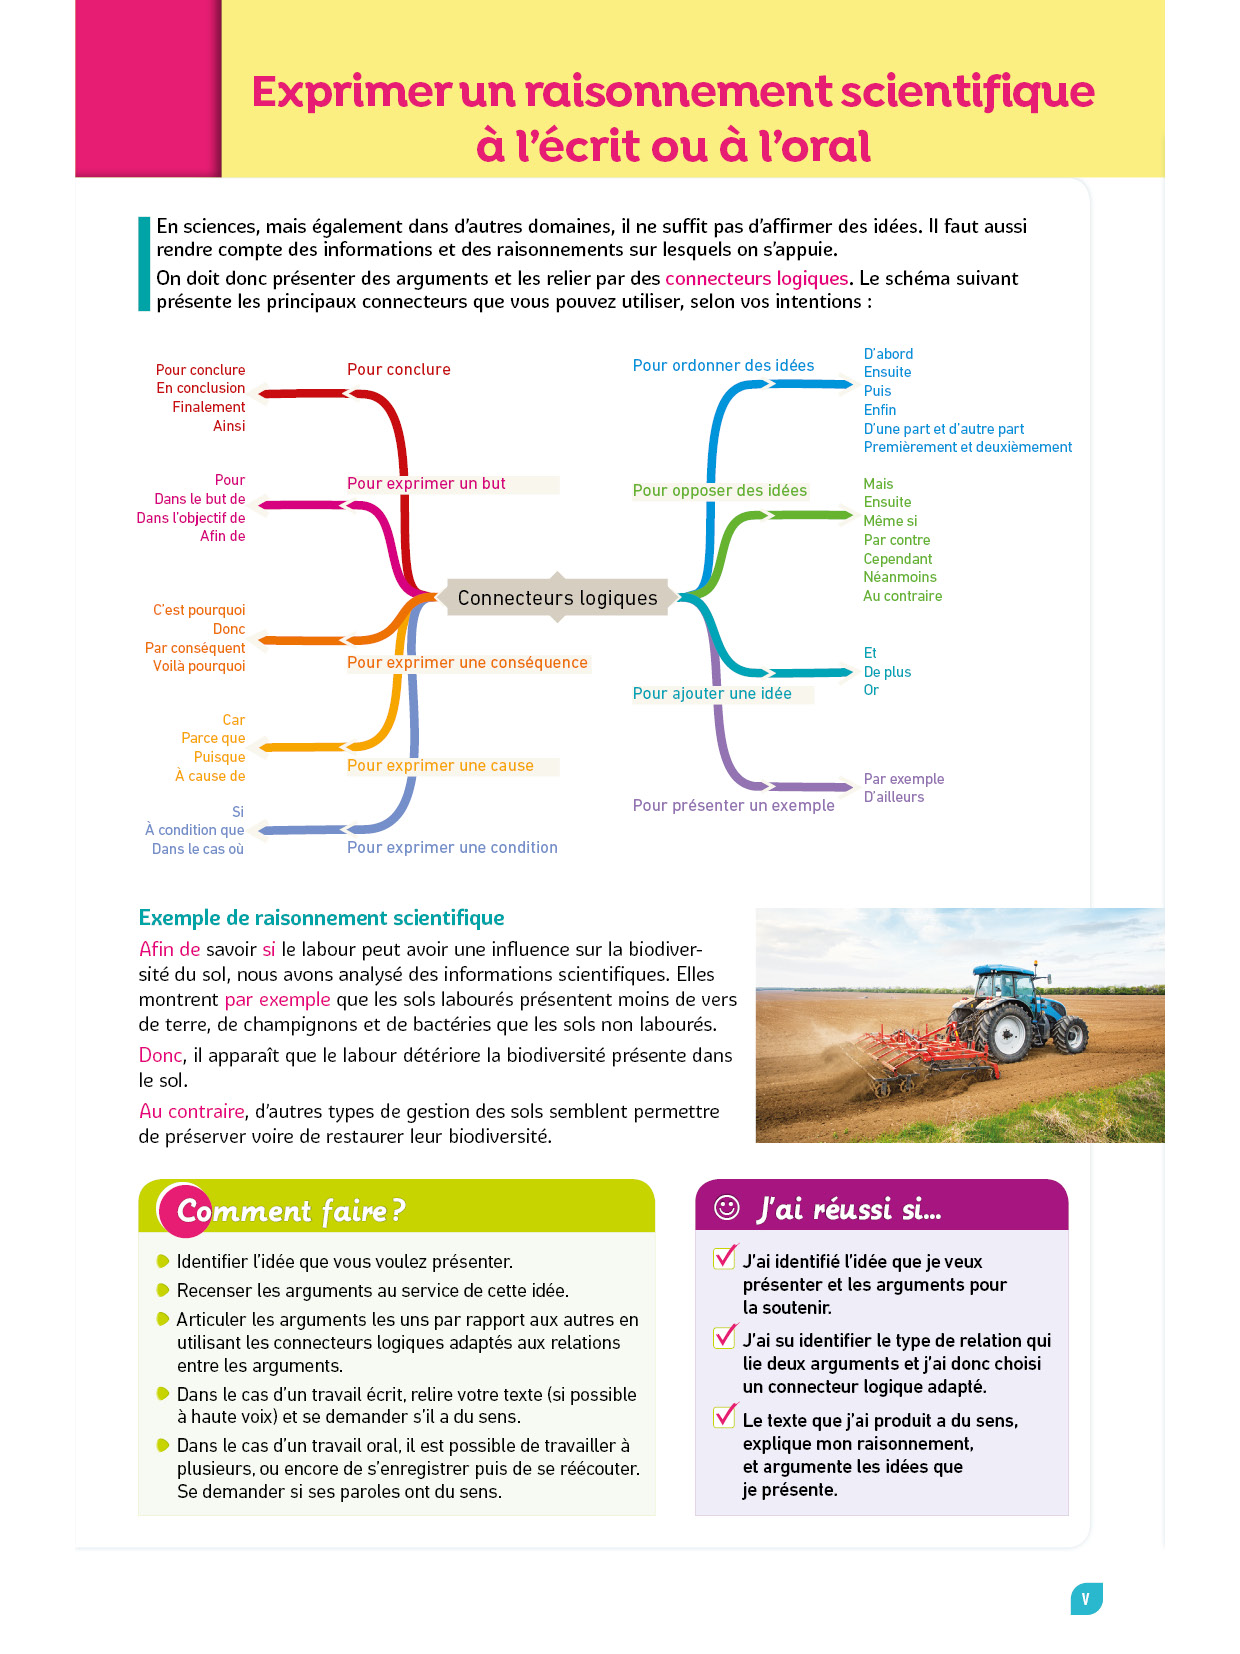 Exprimer un raisonnement scientifique
à l'écrit ou à l'oral
En sciences, mais également dans d'autres domaines, il ne suffit pas d'affirmer des idées. Il faut aussi
rendre compte des informations et des raisonnements sur lesquels on s'appuie.
On doit donc présenter des arguments et les relier par des connecteurs logiques. Le schéma suivant
présente les principaux connecteurs que vous pouvez utiliser, selon vos intentions :
Pour conclure
Pour conclure
En conclusion
Finalement
Ainsi
Pour exprimer un but
Pour
Dans le but de
Dans l'objectif de
Afin de
Pour exprimer une conséquence
C'est pourquoi
Donc
Par conséquent
Voilà pourquoi
Pour exprimer une cause
Car
Parce que
Puisque
À cause de
Pour exprimer une condition
Si
À condition que
Dans le cas où
Connecteurs logiques
Pour ordonner des idées
D'abord
Ensuite
Puis
Enfin
D'une part et d'autre part
Premièrement et deuxièmement
Pour opposer des idées
Mais
Ensuite
Même si
Par contre
Cependant
Néanmoins
Au contraire
Pour ajouter une idée
Et
De plus
Or
Pour présenter un exemple
Par exemple
D'ailleurs
Exemple de raisonnement scientifique
Afin de savoir si le labour peut avoir une influence sur la biodiver-
sité du sol, nous avons analysé des informations scientifiques. Elles
montrent par exemple que les sols labourés présentent moins de vers
de terre, de champignons et de bactéries que les sols non labourés.
Donc, il apparaît que le labour détériore la biodiversité présente dans
le sol.
Au contraire, d'autres types de gestion des sols semblent permettre
de préserver voire de restaurer leur biodiversité.
Comment faire ?
Identifier l'idée que vous voulez présenter.
Recenser les arguments au service de cette idée.
Articuler les arguments les uns par rapport aux autres en
utilisant les connecteurs logiques adaptés aux relations
entre les arguments.
Dans le cas d'un travail écrit, relire votre texte (si possible
à haute voix) et se demander s'il a du sens.
Dans le cas d'un travail oral, il est possible de travailler à
plusieurs, ou encore de s'enregistrer puis de se réécouter.
Se demander si ses paroles ont du sens.
J'ai réussi si...
J'ai identifié l'idée que je veux
présenter et les arguments pour
la soutenir.
J'ai su identifier le type de relation qui
lie deux arguments et j'ai donc choisi
un connecteur logique adapté.
Le texte que j'ai produit a du sens,
explique mon raisonnement,
et argumente les idées que
je présente.
V